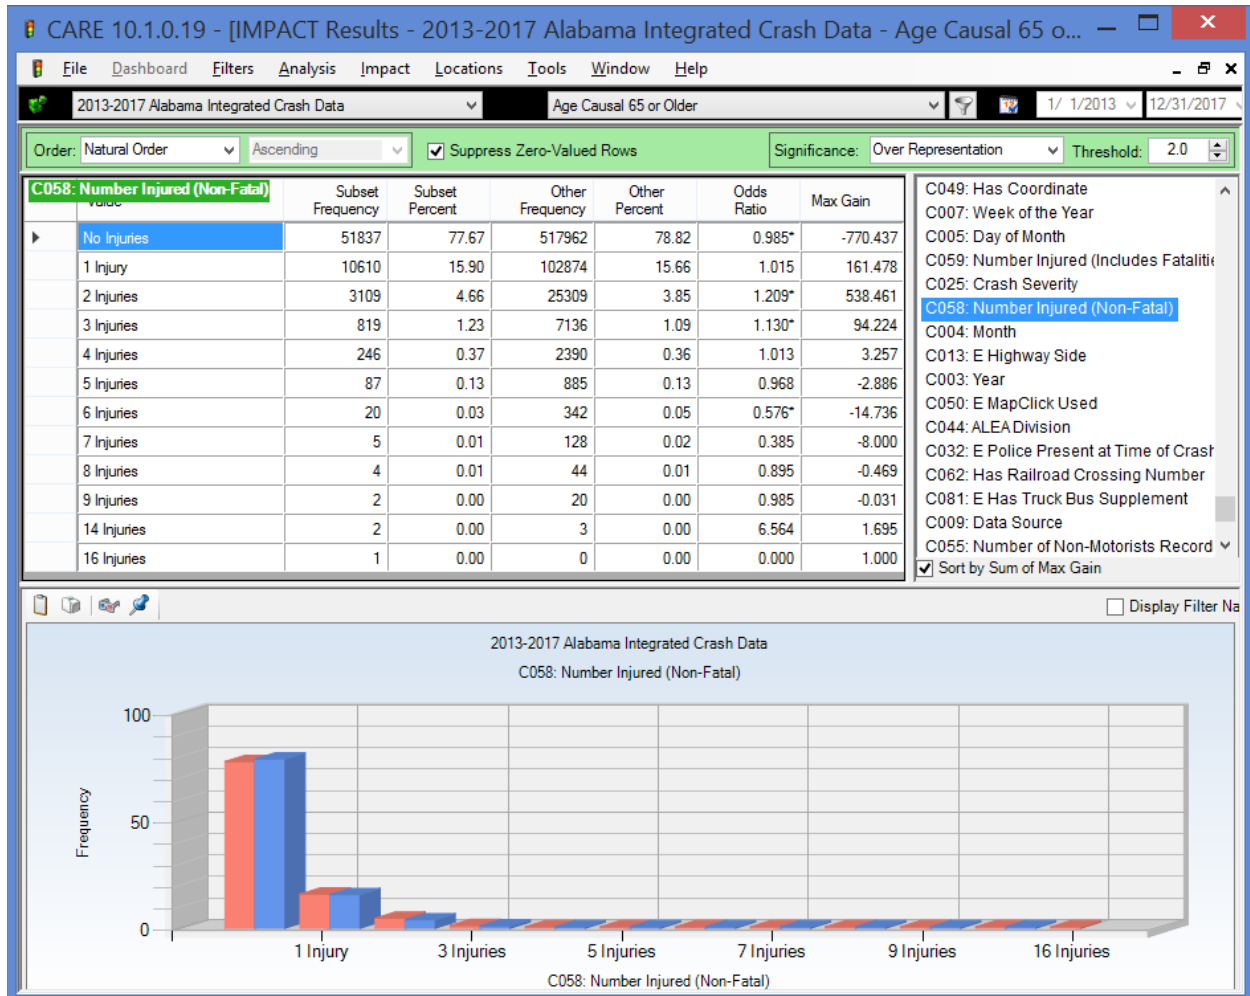 CARE 10.1.0.19 - [IMPACT Results - 2013-2017 Alabama Integrated Crash Data - Age Causal 65 o...
File Dashboard Filters Analysis Impact Locations Tools Window Help
2013-2017 Alabama Integrated Crash Data Age Causal 65 or Older 1/ 1/2013 12/31/2017
Order: Natural Order Ascending Suppress Zero-Valued Rows Significance: Over Representation Threshold: 2.0
C058: Number Injured (Non-Fatal) Subset Frequency Subset Percent Other Frequency Other Percent Odds Ratio Max Gain
No Injuries 51837 77.67 517962 78.82 0.985* -770.437
1 Injury 10610 15.90 102874 15.66 1.015 161.478
2 Injuries 3109 4.66 25309 3.85 1.209* 538.461
3 Injuries 819 1.23 7136 1.09 1.130* 94.224
4 Injuries 246 0.37 2390 0.36 1.013 3.257
5 Injuries 87 0.13 885 0.13 0.968 -2.886
6 Injuries 20 0.03 342 0.05 0.576* -14.736
7 Injuries 5 0.01 128 0.02 0.385 -8.000
8 Injuries 4 0.01 44 0.01 0.895 -0.469
9 Injuries 2 0.00 20 0.00 0.985 -0.031
14 Injuries 2 0.00 3 0.00 6.564 1.695
16 Injuries 1 0.00 0 0.00 0.000 1.000
C049: Has Coordinate
C007: Week of the Year
C005: Day of Month
C059: Number Injured (Includes Fatalitie
C025: Crash Severity
C058: Number Injured (Non-Fatal)
C004: Month
C013: E Highway Side
C003: Year
C050: E MapClick Used
C044: ALEA Division
C032: E Police Present at Time of Crash
C062: Has Railroad Crossing Number
C081: E Has Truck Bus Supplement
C009: Data Source
C055: Number of Non-Motorists Record
Sort by Sum of Max Gain
Display Filter Na
2013-2017 Alabama Integrated Crash Data
C058: Number Injured (Non-Fatal)
Frequency
100
50
0
1 Injury 3 Injuries 5 Injuries 7 Injuries 9 Injuries 16 Injuries
C058: Number Injured (Non-Fatal)